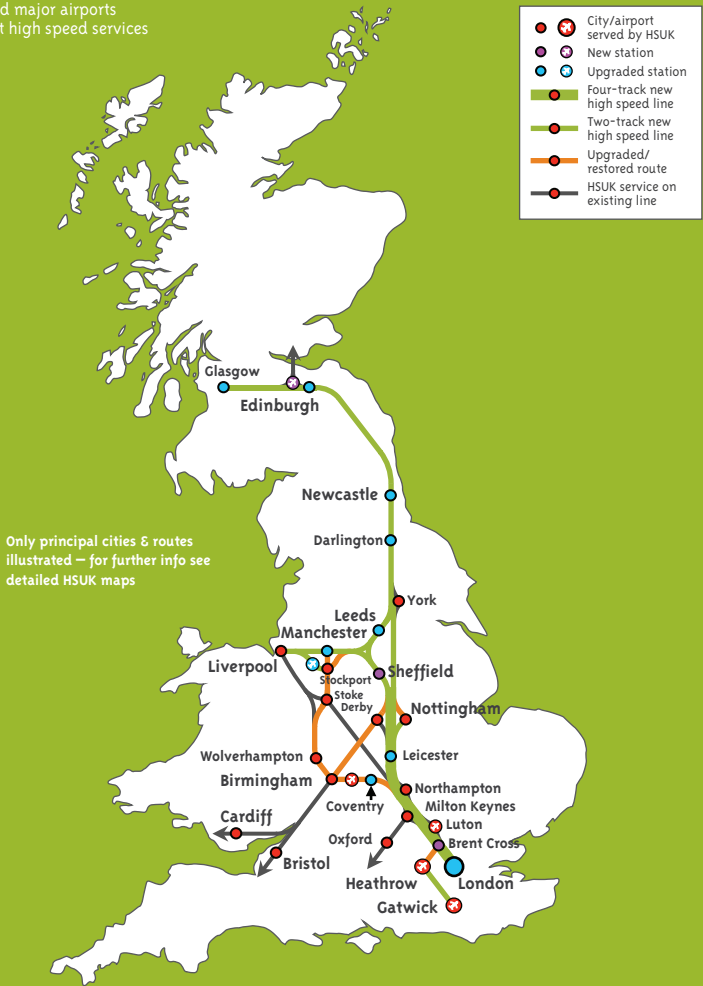 d major airports
t high speed services
City/airport
served by HSUK
New station
Upgraded station
Four-track new
high speed line
Two-track new
high speed line
Upgraded/
restored route
HSUK service on
existing line
Glasgow
Edinburgh
Newcastle
Darlington
Only principal cities & routes
illustrated – for further info see
detailed HSUK maps
York
Leeds
Manchester
Liverpool
Sheffield
Stockport
Stoke
Derby
Nottingham
Wolverhampton
Leicester
Birmingham
Northampton
Coventry
Milton Keynes
Cardiff
Luton
Oxford
Brent Cross
Bristol
Heathrow
London
Gatwick